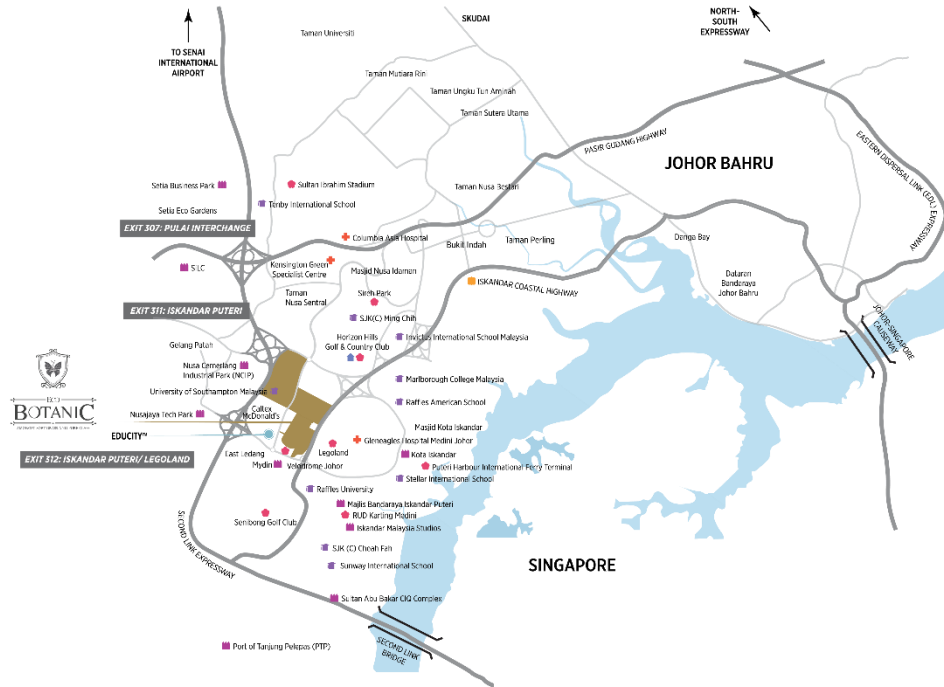 NORTH-
SOUTH
EXPRESSWAY
SKUDAI
Taman Universiti
TO SENAI
INTERNATIONAL
AIRPORT
Taman Mutiara Rin
Taman Ungku Tun Aminah
Taman Sutera Utama
PASIR GUDANG HIGHWAY
JOHOR BAHRU
EASTERN DISPERSAL LINK (EDL) EXPRESSWAY
Setia Business Park
Sultan Ibrahim Stadium
Taman Nusa Bestari
Tenby International School
Setia Eco Gardens
EXIT 307: PULAI INTERCHANGE
Columbia Asia Hospital
Bukit Indah
Taman Perling
Danga Bay
Kensington Green
Specialist Centre
Masjid Nusa Idaman
SILC
ISKANDAR COASTAL HIGHWAY
Dataran
Bandaraya
Johor Bahru
Taman
Nusa Sentral
Sireh Park
EXIT 311: ISKANDAR PUTERI
SJK(C) Ming Chih
JOHOR-SINGAPORE
CAUSEWAY
Horizon Hills
Golf & Country Club
Invictus International School Malaysia
Gelang Patah
Nusa Cemerlang
Industrial Park (NCIP)
Marlborough College Malaysia
University of Southampton Malaysia
Raffles American School
BOTANIC
Caltex
McDonald's
Nusajaya Tech Park
Masjid Kota Iskandar
EDUCITY™
Gleneagles Hospital Medini Johor
Legoland
Kota Iskandar
East Ledang
EXIT 312: ISKANDAR PUTERI/ LEGOLAND
Mydin
Velodrome Johor
Puteri Harbour International Ferry Terminal
Stellar International School
Raffles University
Majlis Bandaraya Iskandar Puteri
RUD Karting Medini
Senibong Golf Club
Iskandar Malaysia Studios
SECOND LINK EXPRESSWAY
SJK (C) Cheah Fah
Sunway International School
SINGAPORE
Sultan Abu Bakar CIQ Complex
SECOND LINK
BRIDGE
Port of Tanjung Pelepas (PTP)